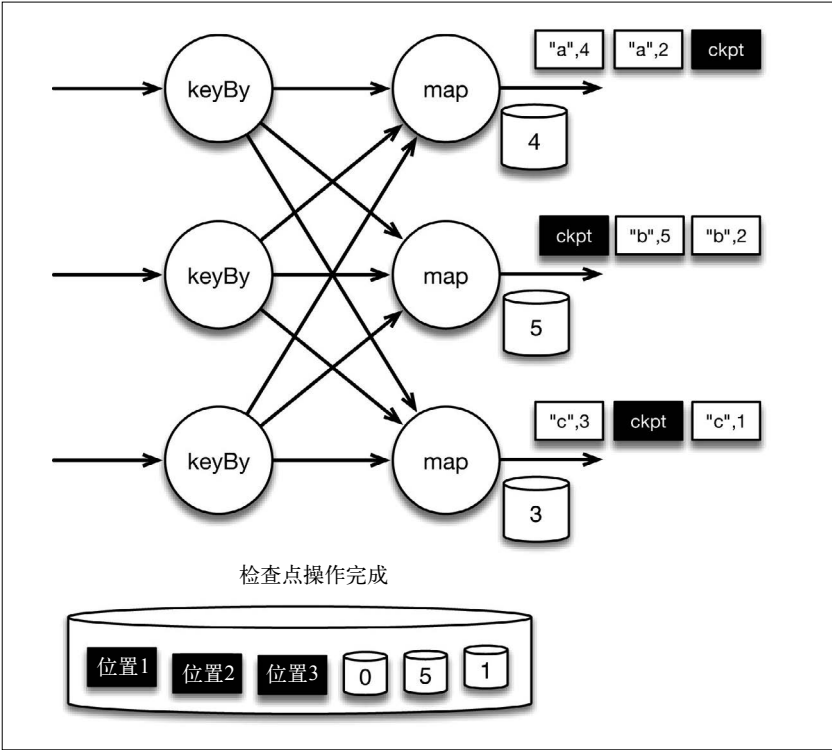 "a",4 "a",2 ckpt
keyBy map
4
ckpt "b",5 "b",2
keyBy map
5
"c",3 ckpt "c",1
keyBy map
3
检查点操作完成
位置1 位置2 位置3 0 5 1